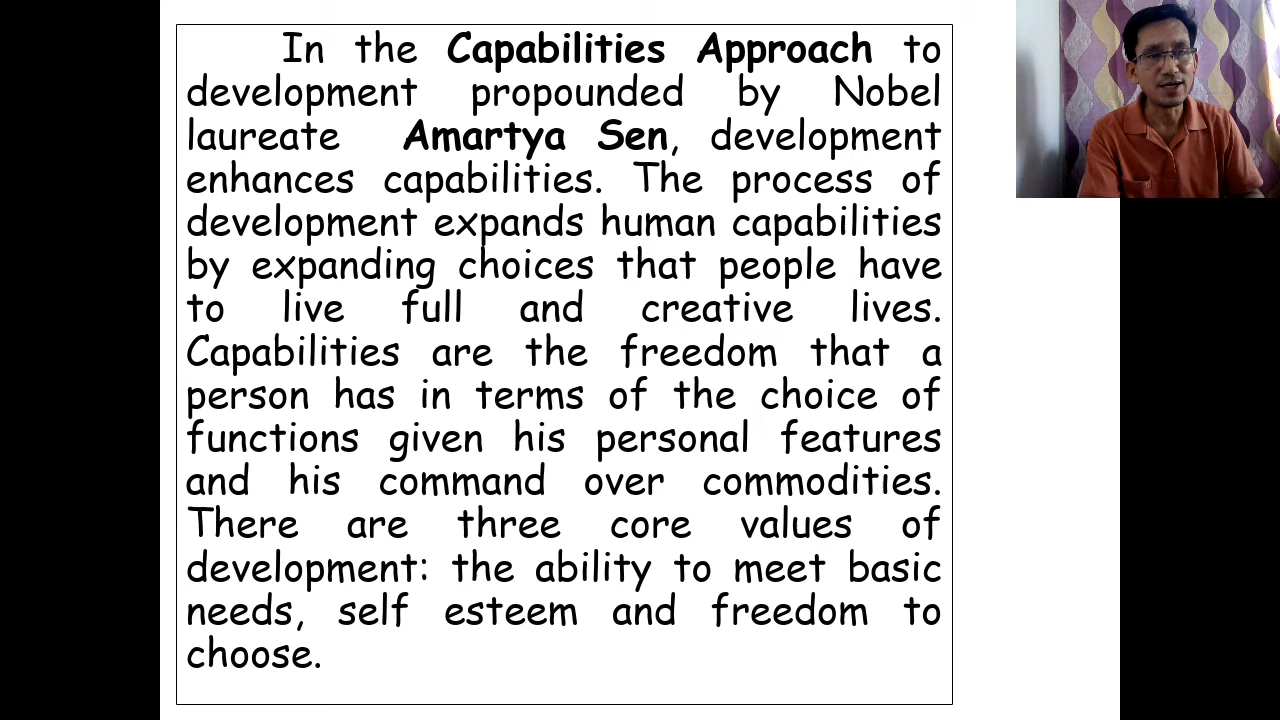 In the Capabilities Approach to
development propounded by Nobel
laureate Amartya Sen, development
enhances capabilities. The process of
development expands human capabilities
by expanding choices that people have
to live full and creative lives.
Capabilities are the freedom that a
person has in terms of the choice of
functions given his personal features
and his command over commodities.
There are three core values of
development: the ability to meet basic
needs, self esteem and freedom to
choose.